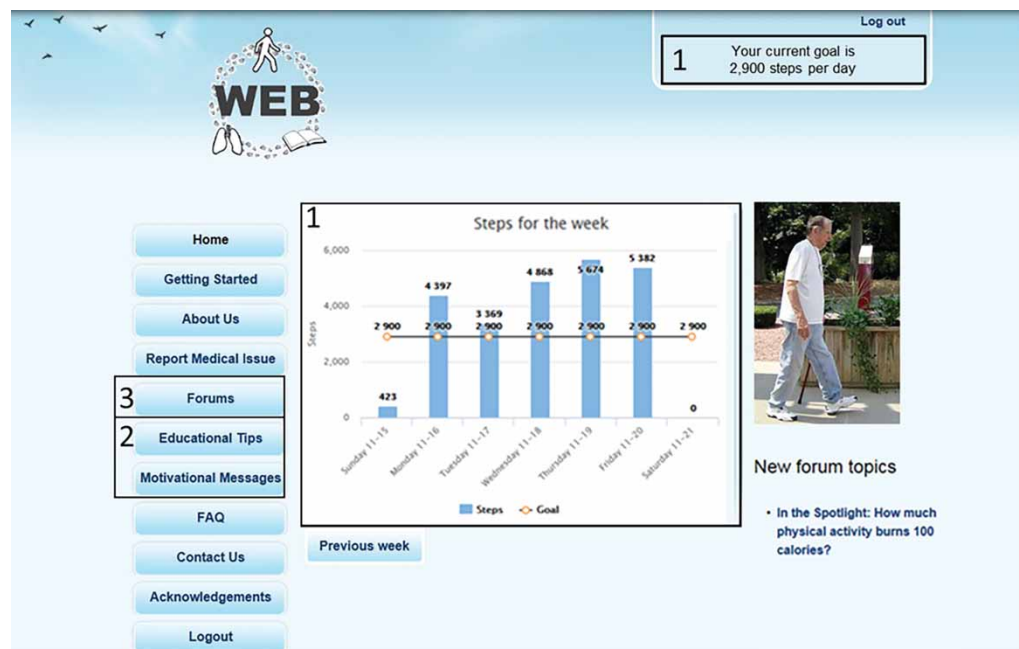 Log out
1
Your current goal is
2,900 steps per day
WEB
Home
Getting Started
About Us
Report Medical Issue
3
Forums
2
Educational Tips
Motivational Messages
FAQ
Contact Us
Acknowledgements
Logout
1
Steps for the week
Steps
6,000
4,000
2,000
0
423
4 397
3 369
4 868
5 674
5 382
0
2 900 2 900 2 900 2 900 2 900 2 900 2 900
Sunday 11-15
Monday 11-16
Tuesday 11-17
Wednesday 11-18
Thursday 11-19
Friday 11-20
Saturday 11-21
Steps Goal
Previous week
New forum topics
• In the Spotlight: How much
physical activity burns 100
calories?